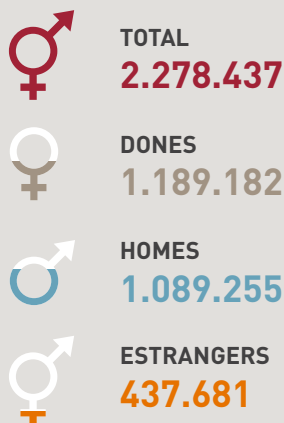 TOTAL
2.278.437
DONES
1.189.182
HOMES
1.089.255
ESTRANGERS
437.681